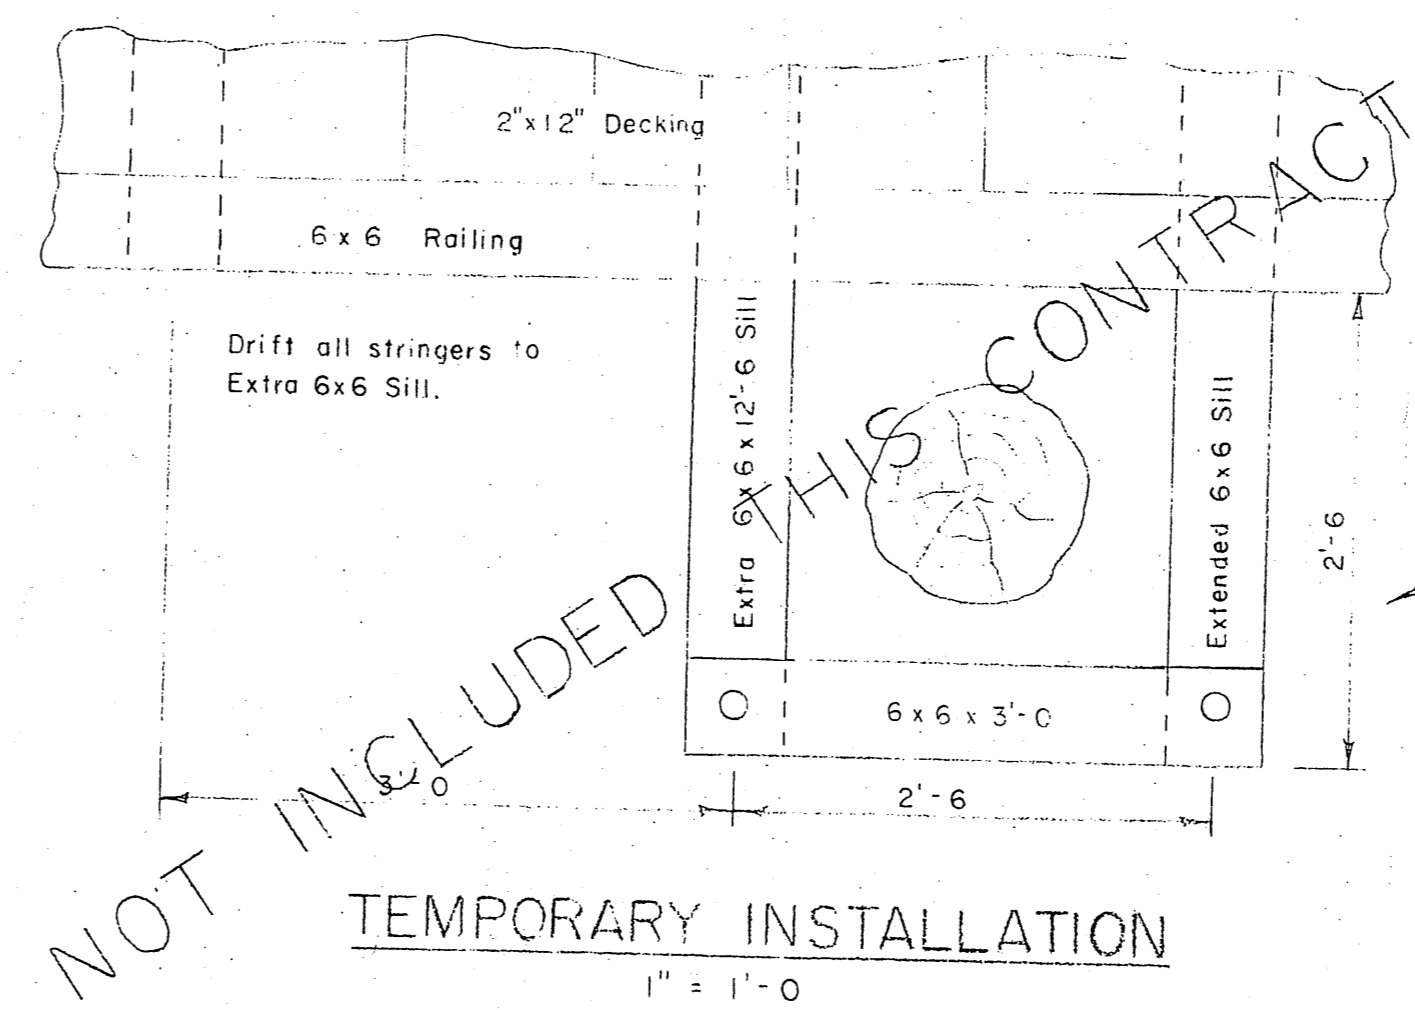 2"x12" Decking
6 x 6 Railing
Drift all stringers to
Extra 6x6 Sill.
Extra 6x6x12'-6 Sill
Extended 6x6 Sill
2'-6
6 x 6 x 3'-0
3'-0
2'-6
NOT INCLUDED THIS CONTRACT
TEMPORARY INSTALLATION
1" = 1'-0